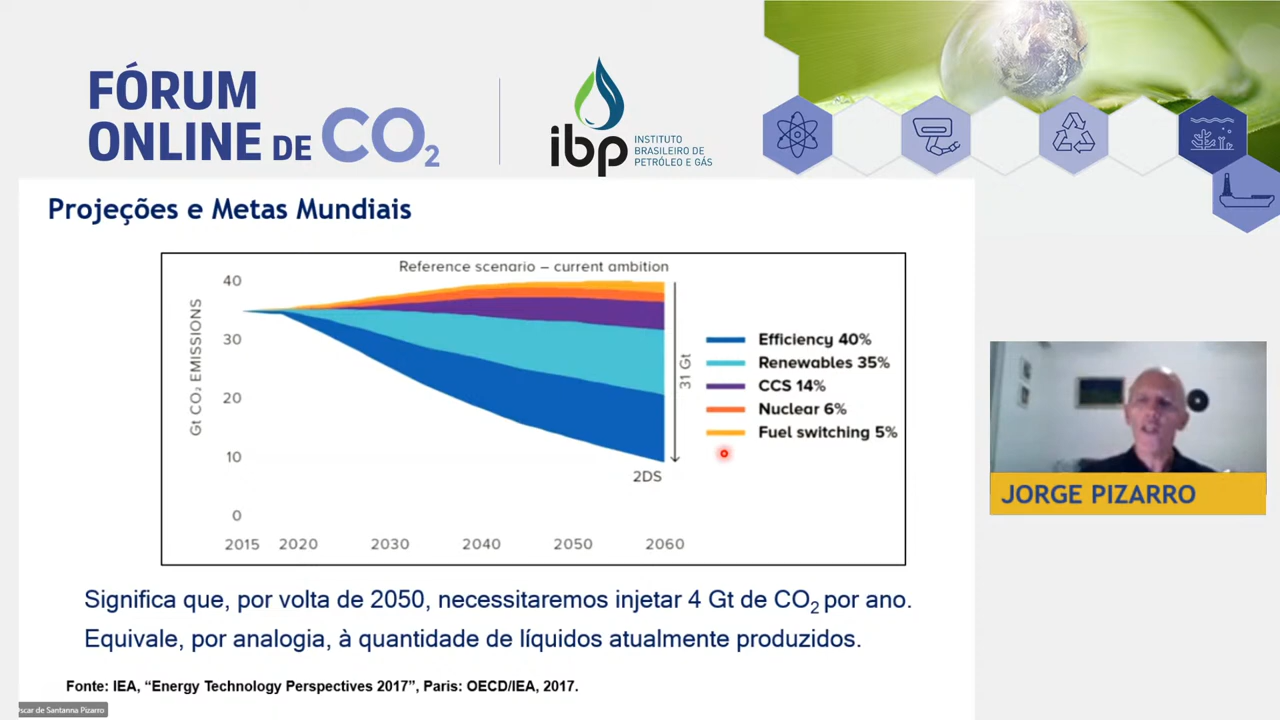 FÓRUM
ONLINE DE CO₂
ibp
INSTITUTO
BRASILEIRO DE
PETRÓLEO E GÁS
Projeções e Metas Mundiais
Reference scenario – current ambition
Gt CO₂ EMISSIONS
40
30
20
10
0
2015 2020 2030 2040 2050 2060
31 Gt
2DS
Efficiency 40%
Renewables 35%
CCS 14%
Nuclear 6%
Fuel switching 5%
JORGE PIZARRO
Significa que, por volta de 2050, necessitaremos injetar 4 Gt de CO₂ por ano.
Equivale, por analogia, à quantidade de líquidos atualmente produzidos.
Fonte: IEA, “Energy Technology Perspectives 2017”, Paris: OECD/IEA, 2017.
de Santanna Pizarro